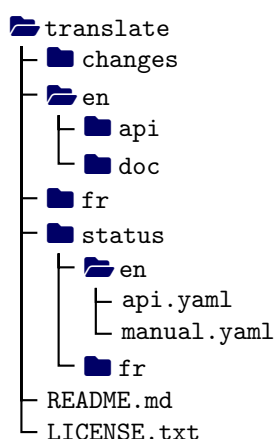 translate
changes
en
api
doc
fr
status
en
api.yaml
manual.yaml
fr
README.md
LICENSE.txt